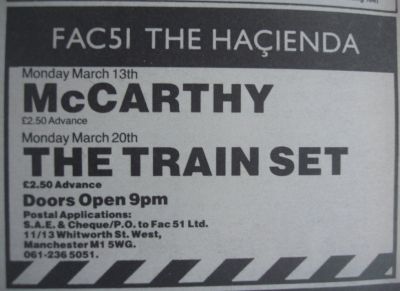 FAC51 THE HAÇIENDA
Monday March 13th
McCARTHY
£2.50 Advance
Monday March 20th
THE TRAIN SET
£2.50 Advance
Doors Open 9pm
Postal Applications:
S.A.E. & Cheque/P.O. to Fac 51 Ltd.
11/13 Whitworth St. West,
Manchester M1 5WG.
061-236 5051.